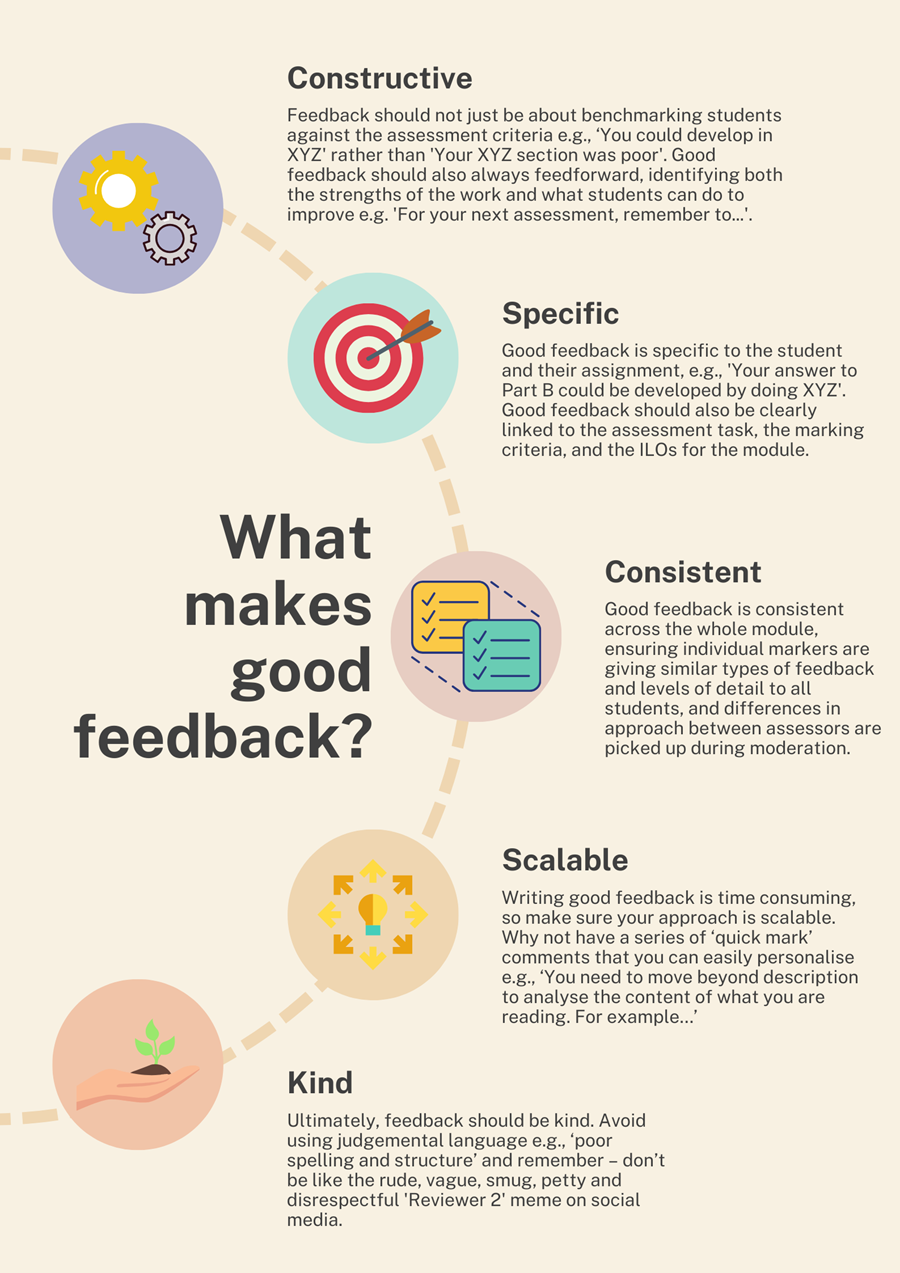 Constructive
Feedback should not just be about benchmarking students
against the assessment criteria e.g., ‘You could develop in
XYZ' rather than 'Your XYZ section was poor'. Good
feedback should also always feedforward, identifying both
the strengths of the work and what students can do to
improve e.g. 'For your next assessment, remember to...'.
Specific
Good feedback is specific to the student
and their assignment, e.g., 'Your answer to
Part B could be developed by doing XYZ'.
Good feedback should also be clearly
linked to the assessment task, the marking
criteria, and the ILOs for the module.
What
makes
good
feedback?
Consistent
Good feedback is consistent
across the whole module,
ensuring individual markers are
giving similar types of feedback
and levels of detail to all
students, and differences in
approach between assessors are
picked up during moderation.
Scalable
Writing good feedback is time consuming,
so make sure your approach is scalable.
Why not have a series of ‘quick mark’
comments that you can easily personalise
e.g., ‘You need to move beyond description
to analyse the content of what you are
reading. For example...’
Kind
Ultimately, feedback should be kind. Avoid
using judgemental language e.g., ‘poor
spelling and structure’ and remember – don’t
be like the rude, vague, smug, petty and
disrespectful 'Reviewer 2' meme on social
media.